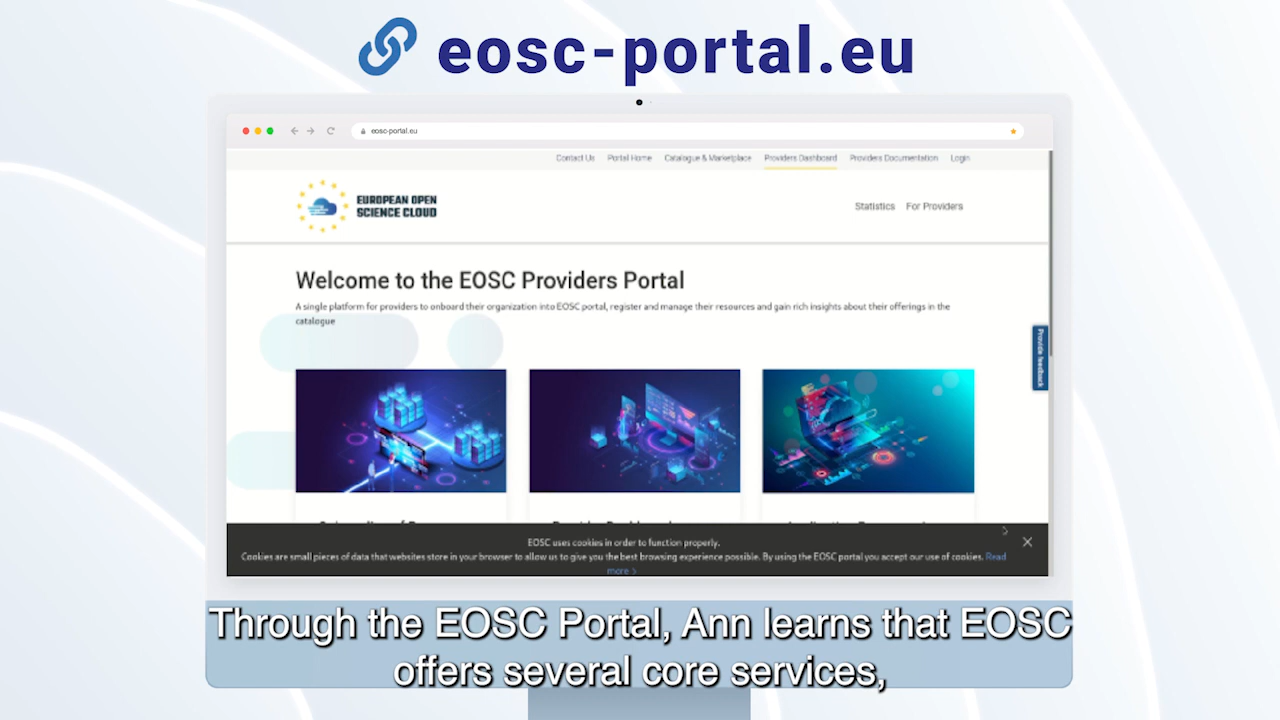 eosc-portal.eu
eosc-portal.eu
Contact Us Portal Home Catalogue & Marketplace Providers Dashboard Providers Documentation Login
EUROPEAN OPEN
SCIENCE CLOUD
Statistics For Providers
Welcome to the EOSC Providers Portal
A single platform for providers to onboard their organization into EOSC portal, register and manage their resources and gain rich insights about their offerings in the
catalogue
Provide feedback
EOSC uses cookies in order to function properly.
Cookies are small pieces of data that websites store in your browser to allow us to give you the best browsing experience possible. By using the EOSC portal you accept our use of cookies. Read
more >
Through the EOSC Portal, Ann learns that EOSC
offers several core services,